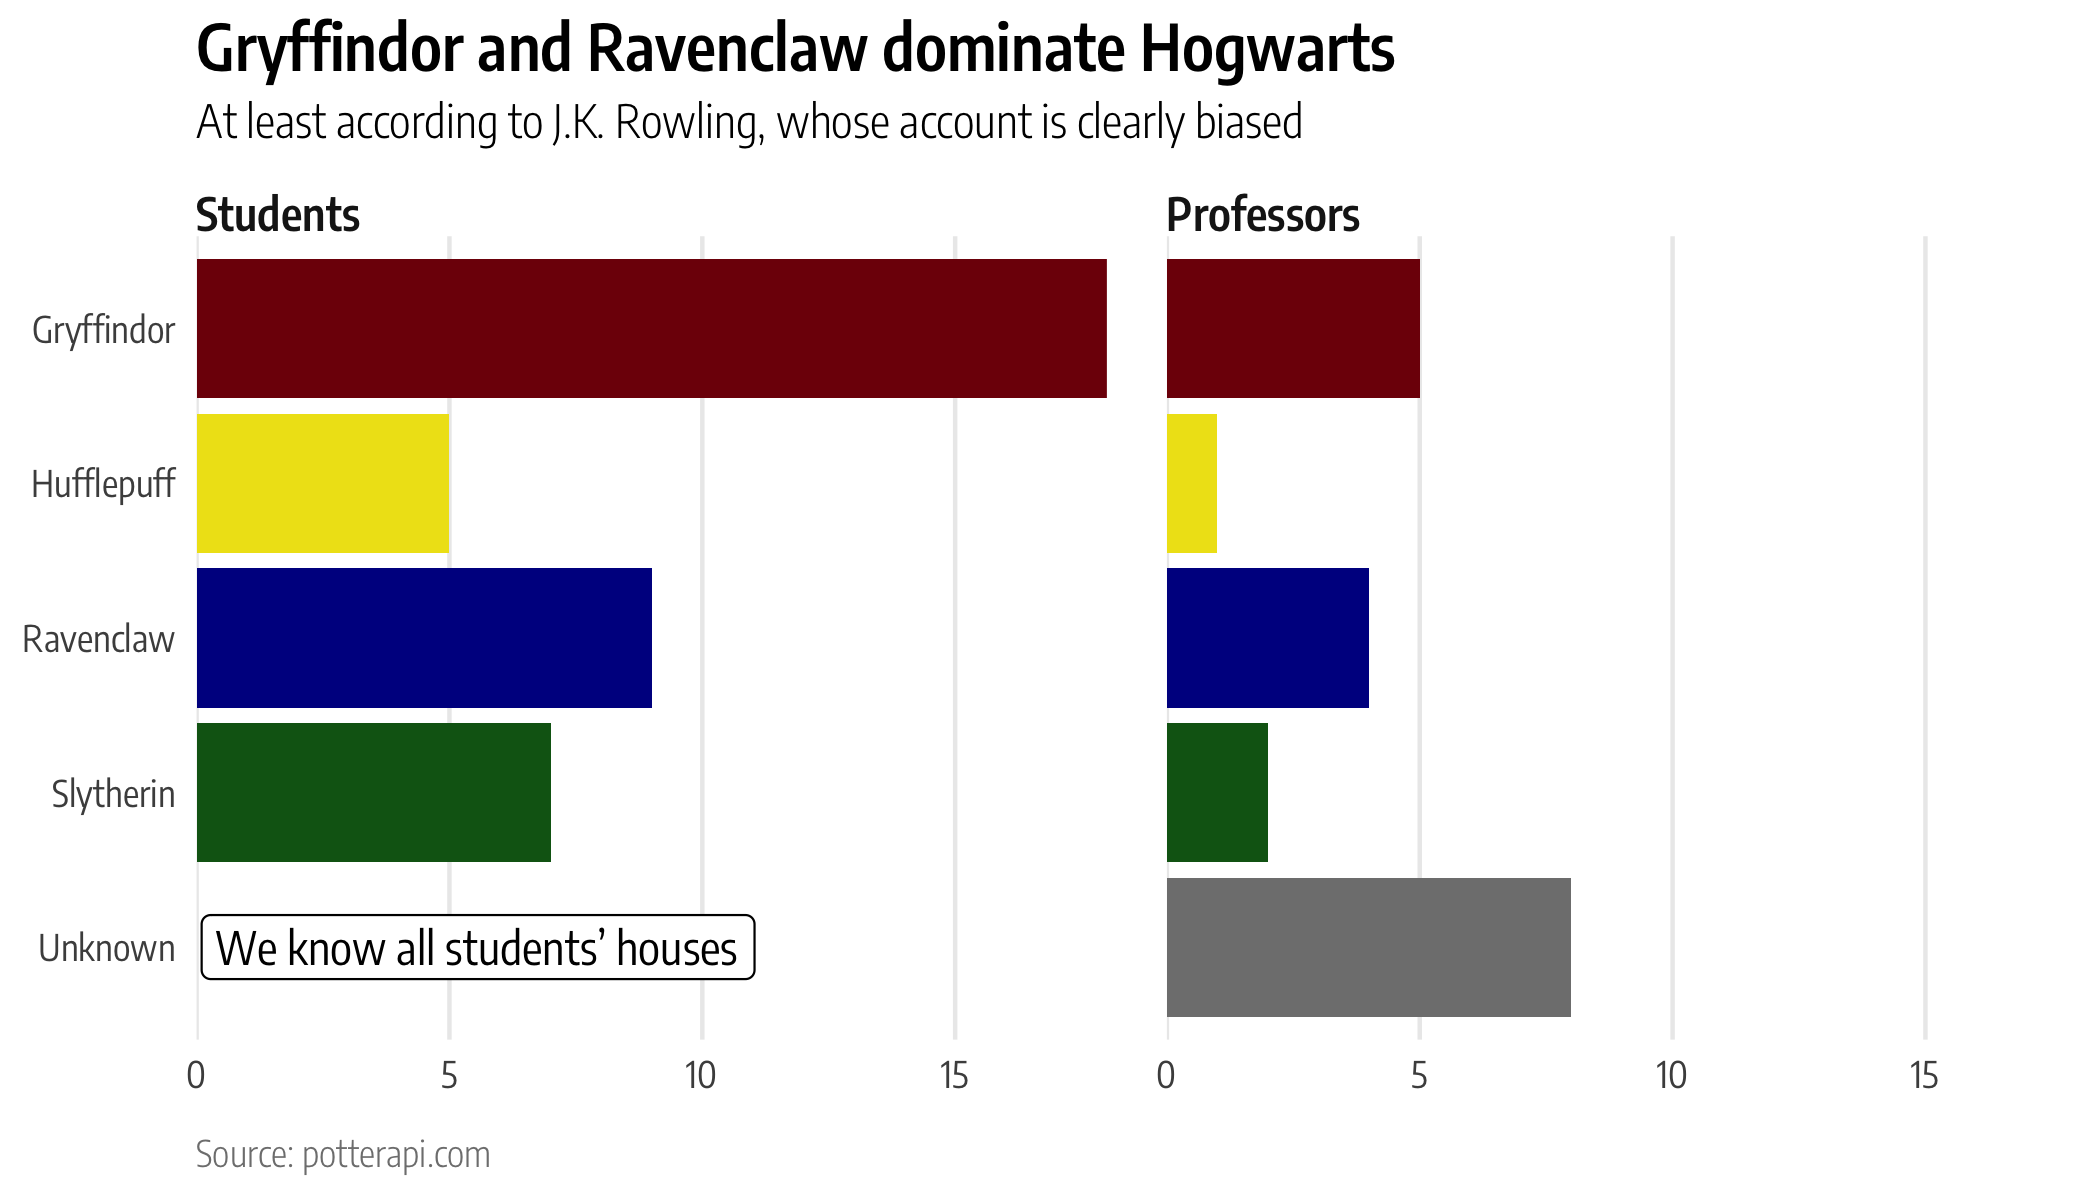 Gryffindor and Ravenclaw dominate Hogwarts
At least according to J.K. Rowling, whose account is clearly biased
Students
Professors
Gryffindor
Hufflepuff
Ravenclaw
Slytherin
Unknown
We know all students’ houses
0 5 10 15
0 5 10 15
Source: potterapi.com